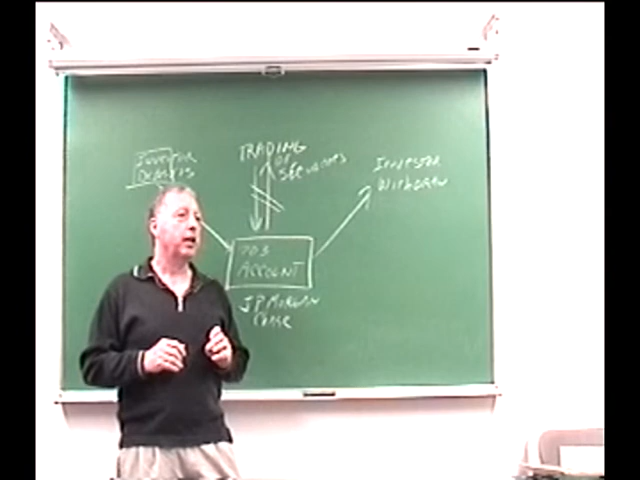 Investor
Deposits
TRADING
OF
SECURITIES
Investor
Withdraw
703
ACCOUNT
JP Morgan
Chase